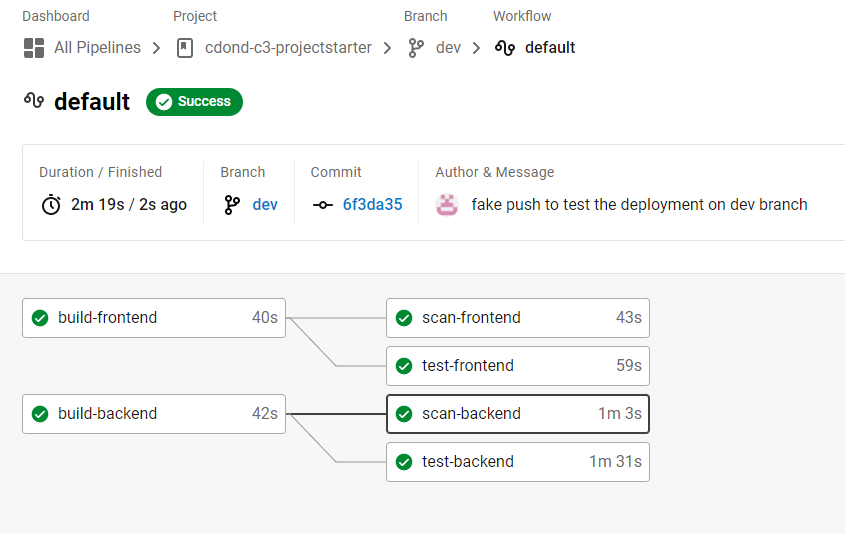 Dashboard Project Branch Workflow
All Pipelines cdond-c3-projectstarter dev default
default Success
Duration / Finished Branch Commit Author & Message
2m 19s / 2s ago dev 6f3da35 fake push to test the deployment on dev branch
build-frontend 40s scan-frontend 43s
test-frontend 59s
build-backend 42s scan-backend 1m 3s
test-backend 1m 31s